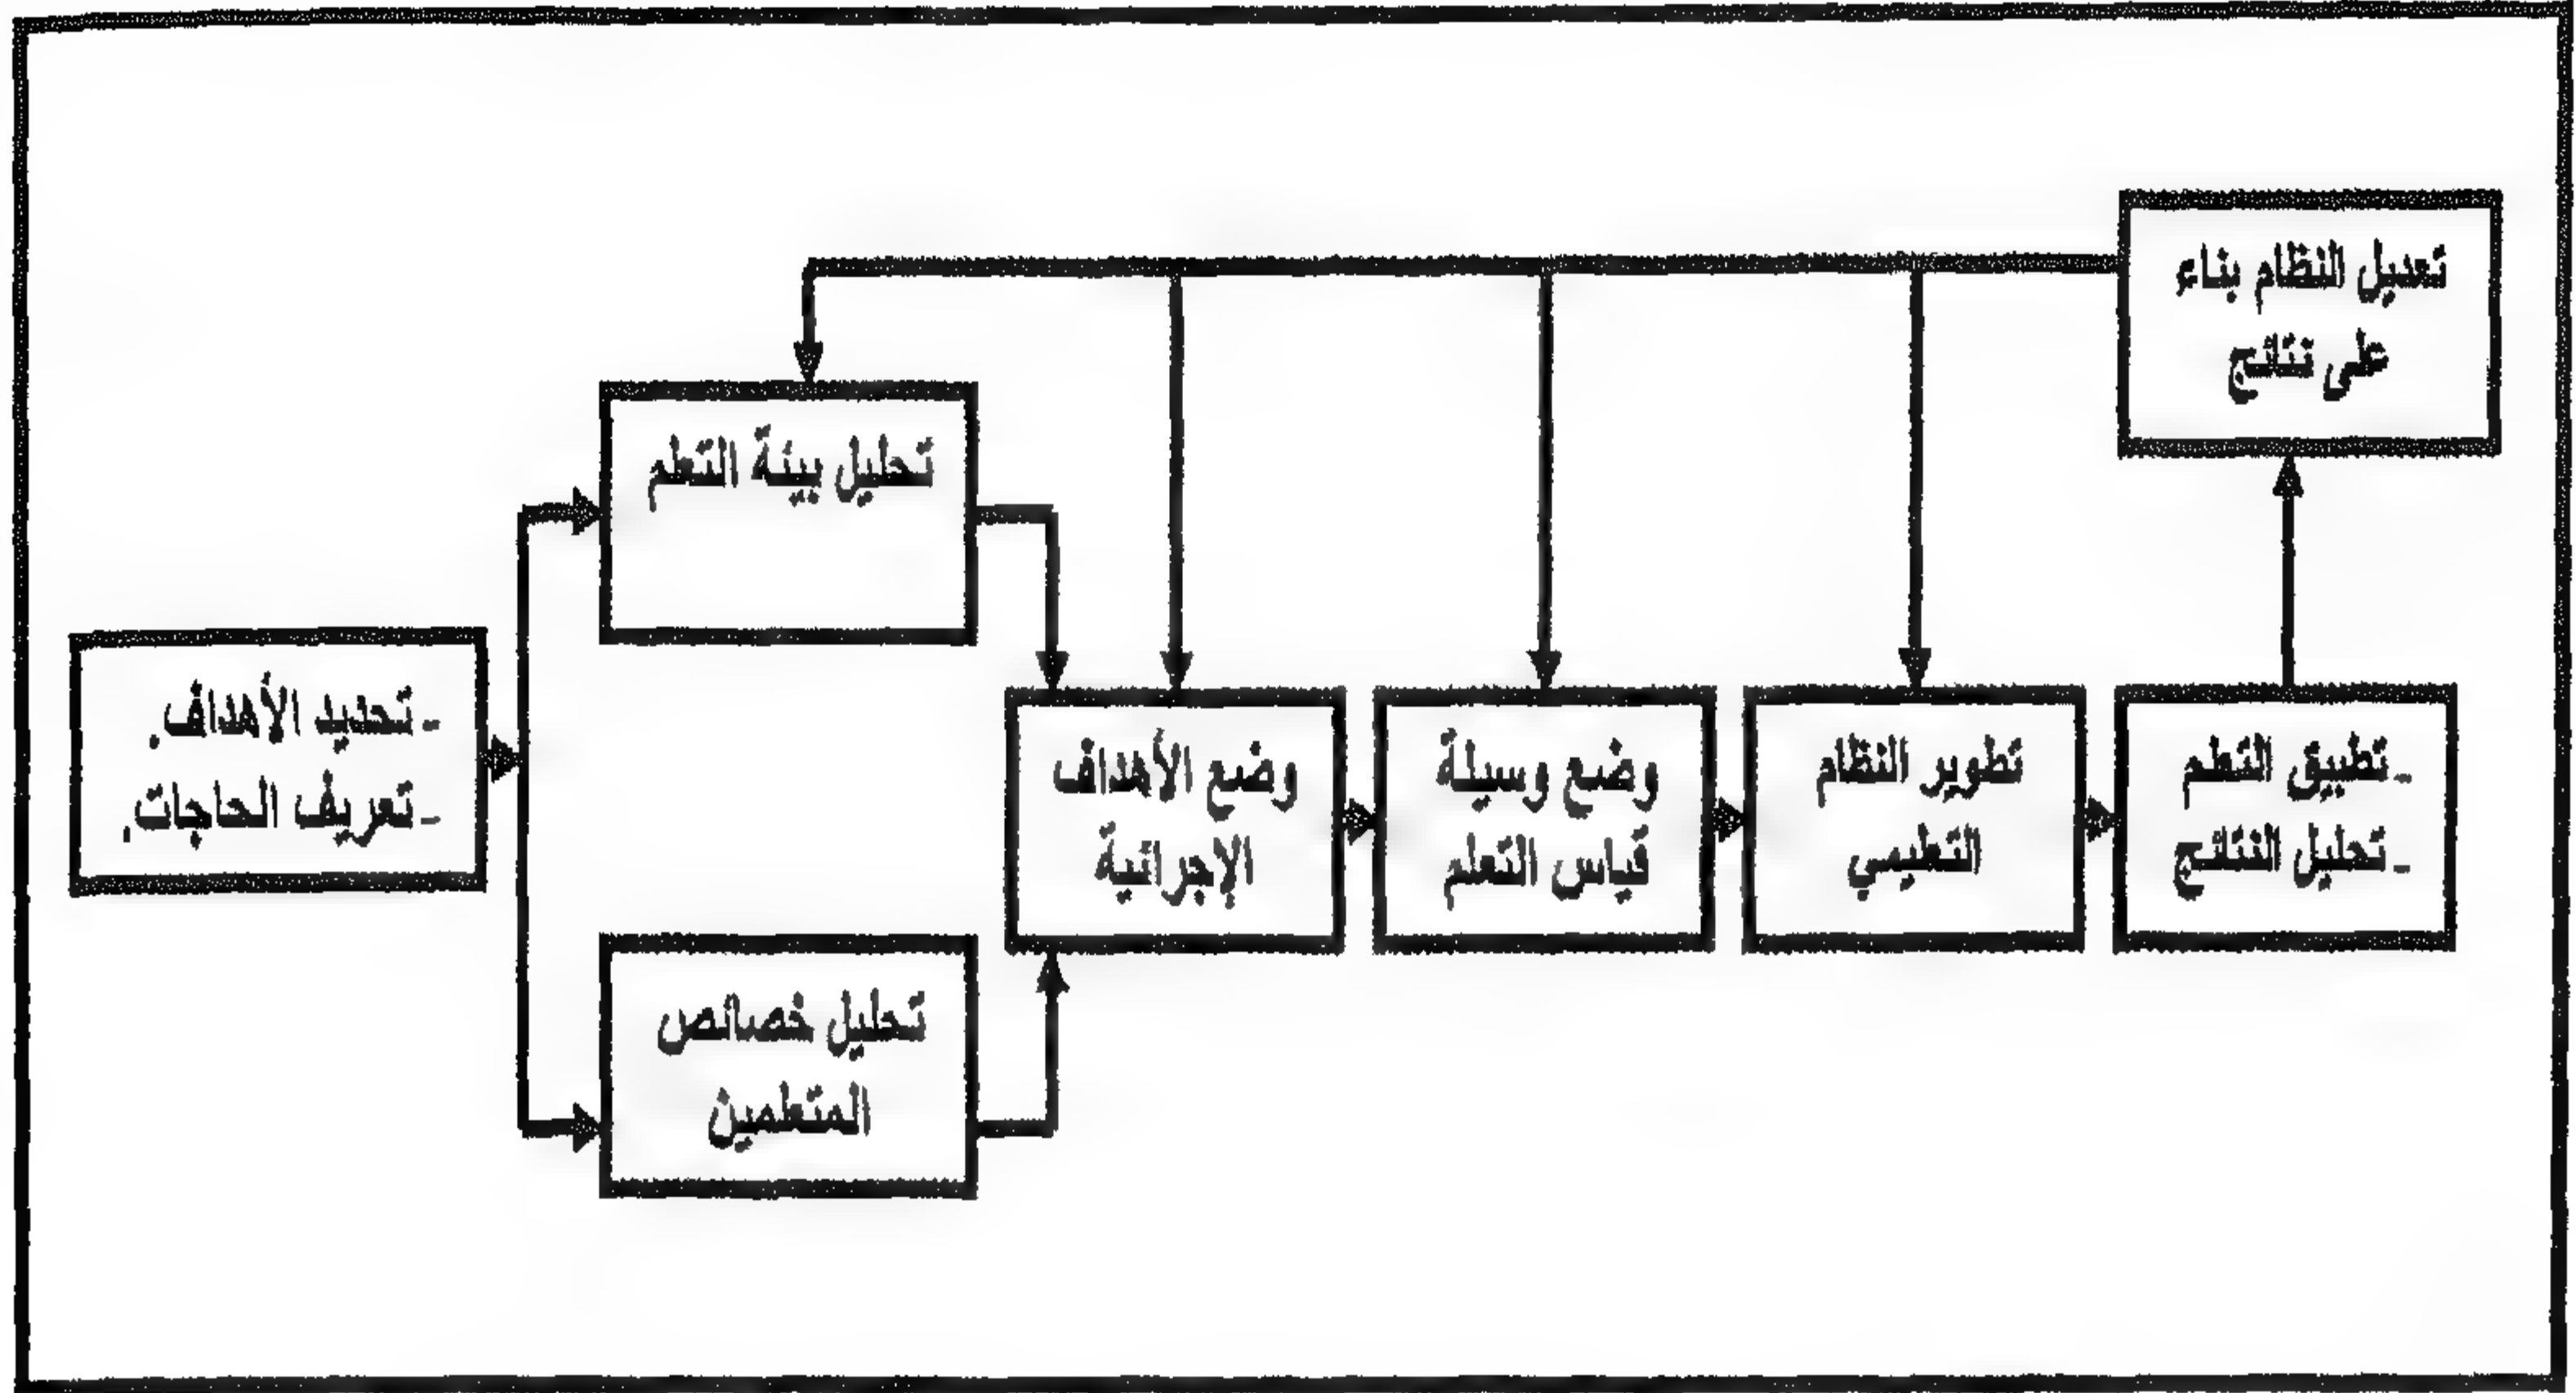 - تحديد الأهداف.
- تعريف الحاجات.
تحليل بيئة التعلم
تحليل خصائص
المتعلمين
وضع الأهداف
الإجرائية
وضع وسيلة
قياس التعلم
تطوير النظام
التعليمي
- تطبيق التعلم
- تحليل النتائج
تعديل النظام بناء
على نتائج